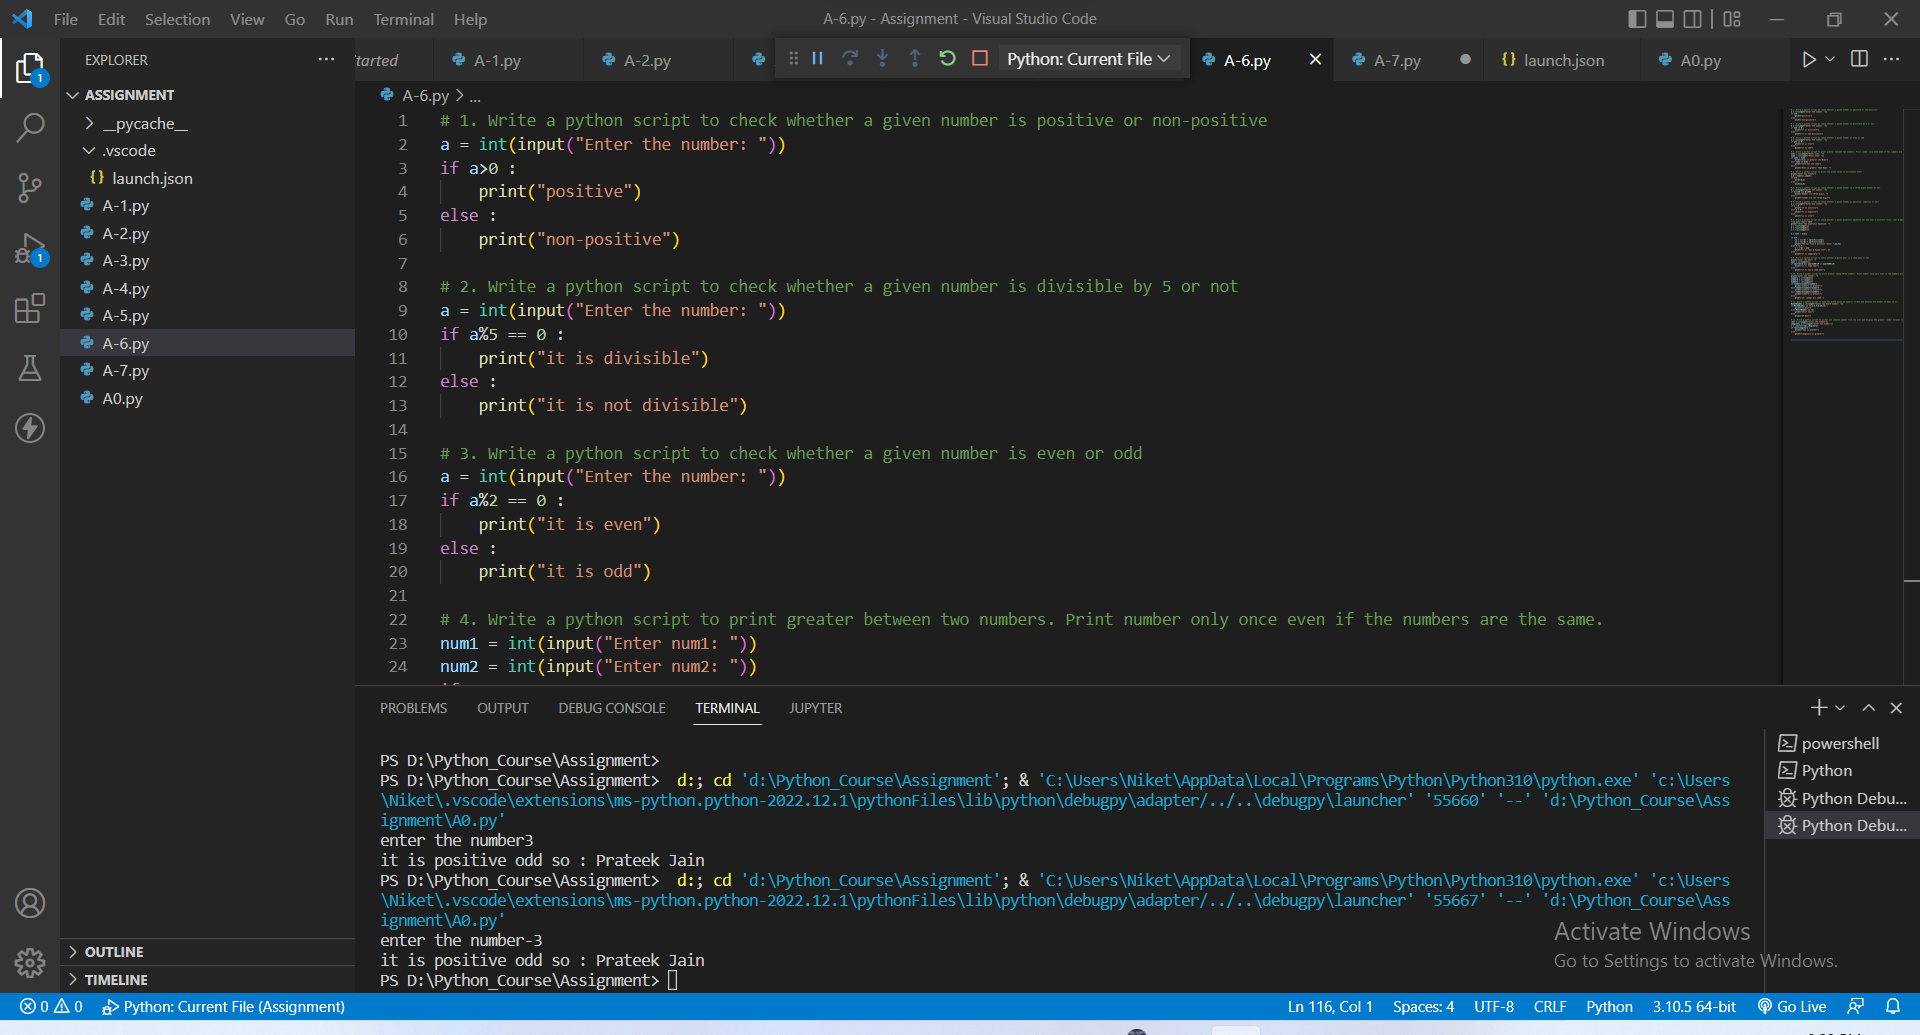 File Edit Selection View Go Run Terminal Help
A-6.py - Assignment - Visual Studio Code
EXPLORER
tarted A-1.py A-2.py Python: Current File A-6.py A-7.py {} launch.json A0.py
ASSIGNMENT
__pycache__
.vscode
{} launch.json
A-1.py
A-2.py
A-3.py
A-4.py
A-5.py
A-6.py
A-7.py
A0.py
OUTLINE
TIMELINE
1
1
A-6.py > ...
1 # 1. Write a python script to check whether a given number is positive or non-positive
2 a = int(input("Enter the number: "))
3 if a>0 :
4 print("positive")
5 else :
6 print("non-positive")
7
8 # 2. Write a python script to check whether a given number is divisible by 5 or not
9 a = int(input("Enter the number: "))
10 if a%5 == 0 :
11 print("it is divisible")
12 else :
13 print("it is not divisible")
14
15 # 3. Write a python script to check whether a given number is even or odd
16 a = int(input("Enter the number: "))
17 if a%2 == 0 :
18 print("it is even")
19 else :
20 print("it is odd")
21
22 # 4. Write a python script to print greater between two numbers. Print number only once even if the numbers are the same.
23 num1 = int(input("Enter num1: "))
24 num2 = int(input("Enter num2: "))
PROBLEMS OUTPUT DEBUG CONSOLE TERMINAL JUPYTER
PS D:\Python_Course\Assignment>
PS D:\Python_Course\Assignment> d:; cd 'd:\Python_Course\Assignment'; & 'C:\Users\Niket\AppData\Local\Programs\Python\Python310\python.exe' 'c:\Users
\Niket\.vscode\extensions\ms-python.python-2022.12.1\pythonFiles\lib\python\debugpy\adapter/../..\debugpy\launcher' '55660' '--' 'd:\Python_Course\Ass
ignment\A0.py'
enter the number3
it is positive odd so : Prateek Jain
PS D:\Python_Course\Assignment> d:; cd 'd:\Python_Course\Assignment'; & 'C:\Users\Niket\AppData\Local\Programs\Python\Python310\python.exe' 'c:\Users
\Niket\.vscode\extensions\ms-python.python-2022.12.1\pythonFiles\lib\python\debugpy\adapter/../..\debugpy\launcher' '55667' '--' 'd:\Python_Course\Ass
ignment\A0.py'
enter the number-3
it is positive odd so : Prateek Jain
PS D:\Python_Course\Assignment>
powershell
Python
Python Debu...
Python Debu...
Activate Windows
Go to Settings to activate Windows.
0 0 Python: Current File (Assignment) Ln 116, Col 1 Spaces: 4 UTF-8 CRLF Python 3.10.5 64-bit Go Live